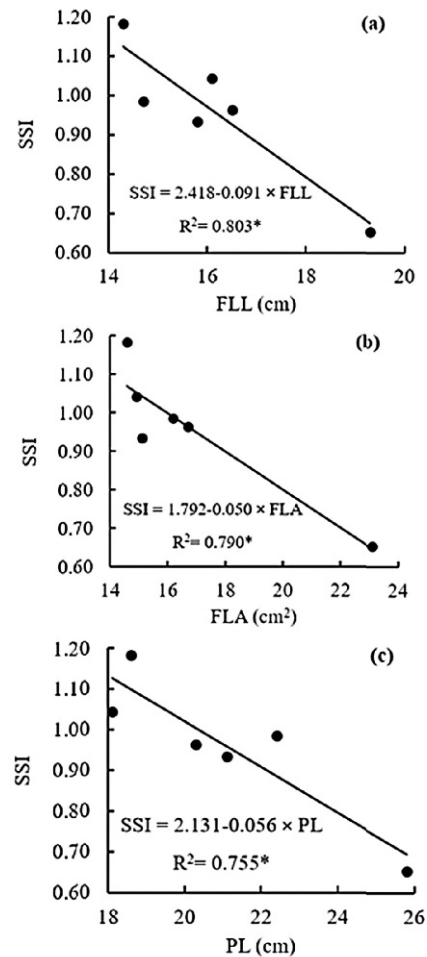 (a)
1.20
1.10
1.00
0.90
0.80
0.70
0.60
SSI
SSI = 2.418-0.091 × FLL
R²= 0.803*
14 16 18 20
FLL (cm)
(b)
1.20
1.10
1.00
0.90
0.80
0.70
0.60
SSI
SSI = 1.792-0.050 × FLA
R²= 0.790*
14 16 18 20 22 24
FLA (cm²)
(c)
1.20
1.10
1.00
0.90
0.80
0.70
0.60
SSI
SSI = 2.131-0.056 × PL
R²= 0.755*
18 20 22 24 26
PL (cm)